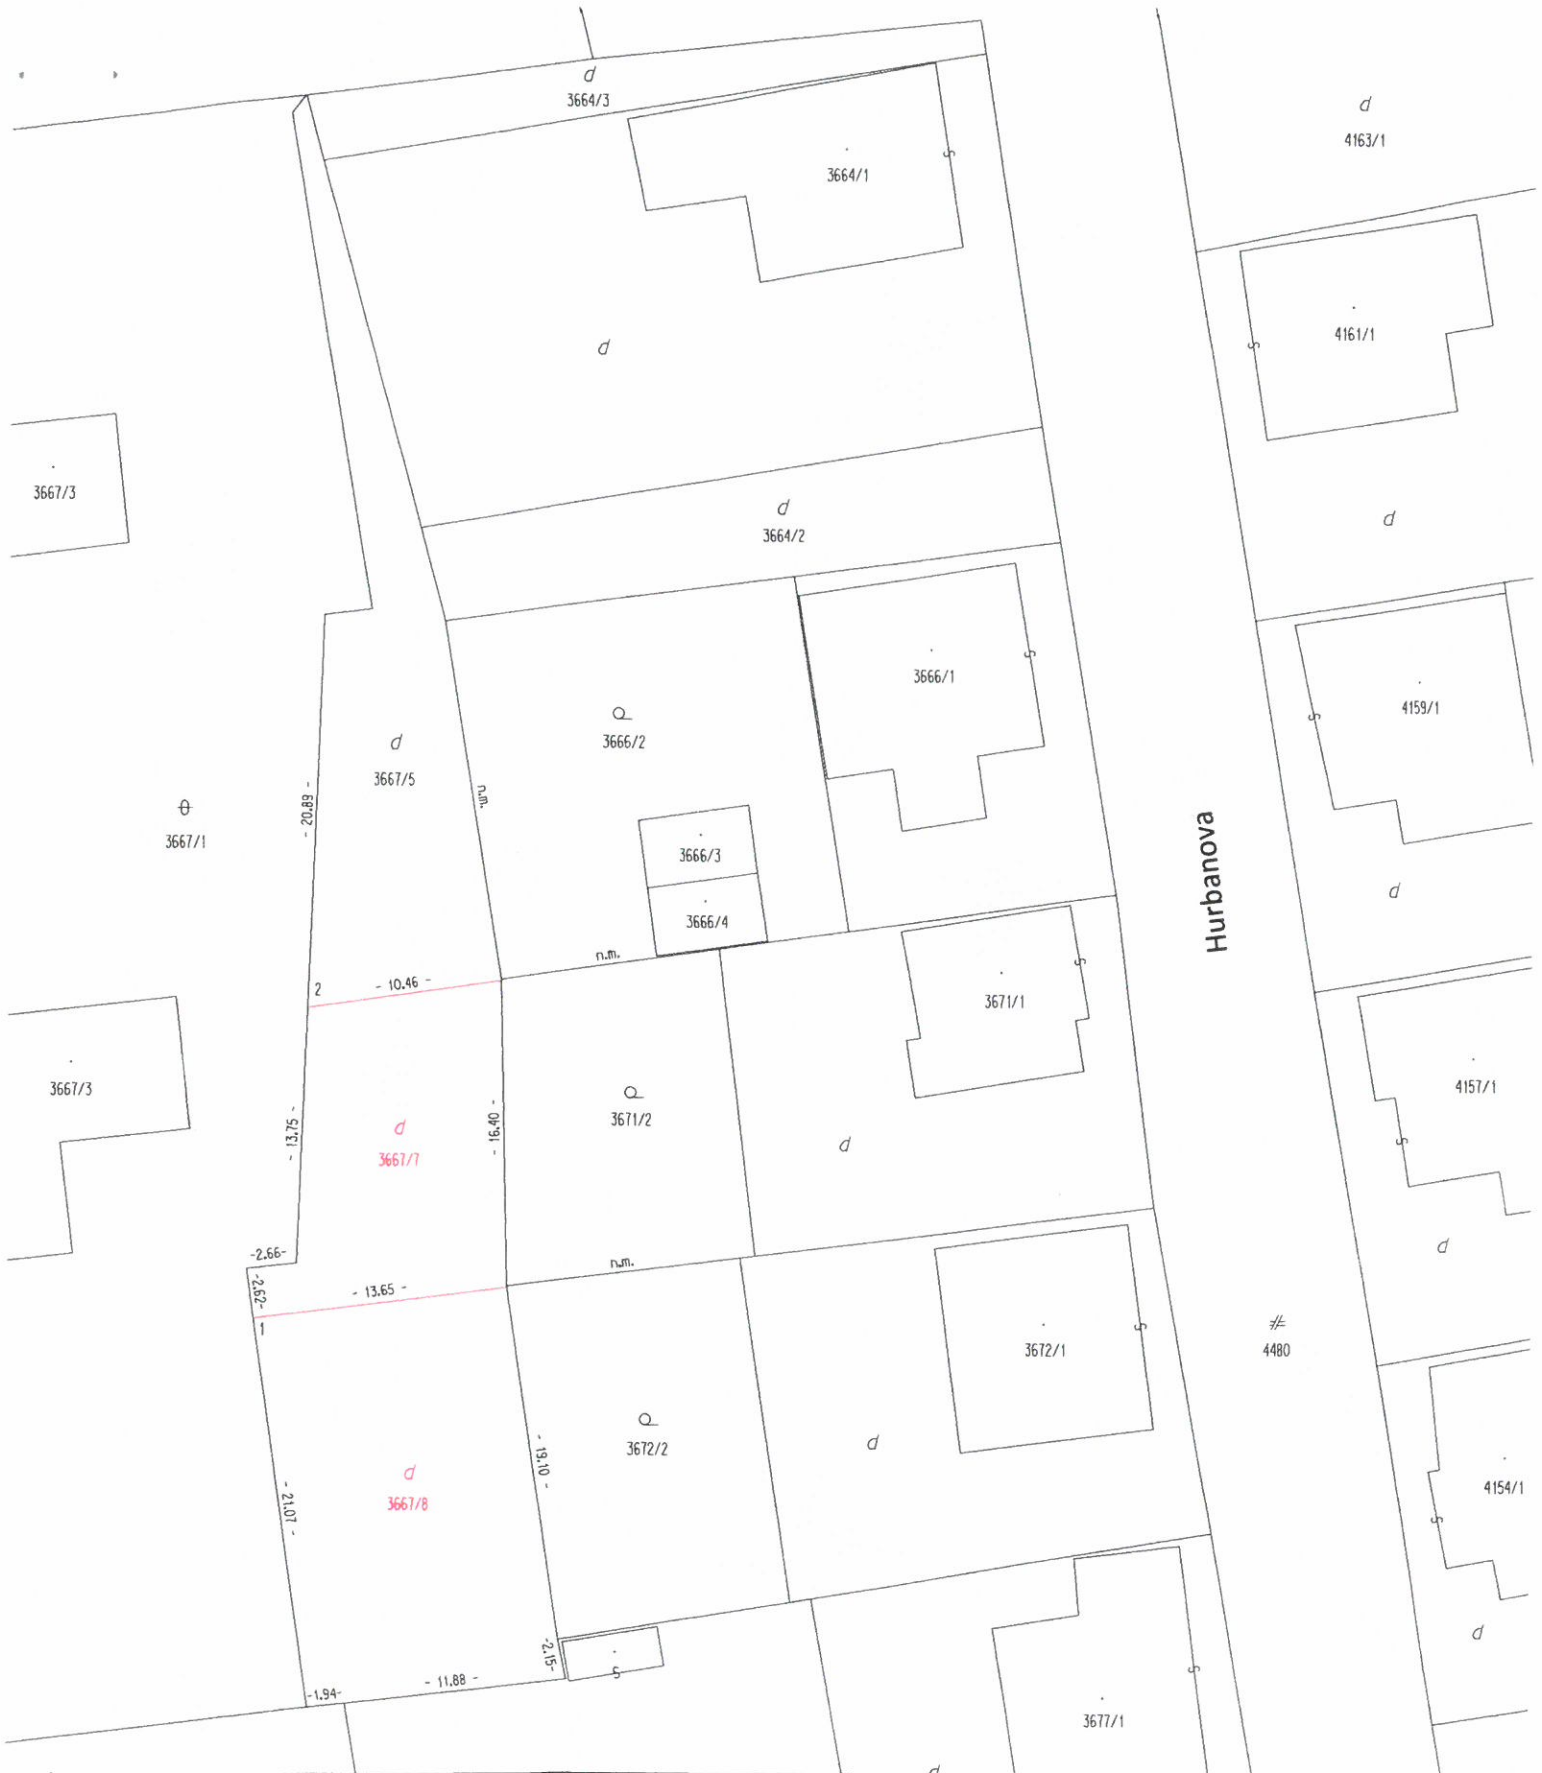 d
3664/3
d
4163/1
3664/1
s
4161/1
s
d
3667/3
d
3664/2
d
3666/1
s
4159/1
s
3666/2
d
3667/5
n.m.
- 20.89 -
3667/1
3666/3
3666/4
Hurbanova
d
n.m.
2
- 10.46 -
3671/1
s
3667/3
3671/2
4157/1
s
- 13.75 -
- 16.40 -
d
3667/7
d
d
-2.66-
-2.62-
n.m.
- 13.65 -
1
3672/1
s
#
4480
3672/2
d
4154/1
s
d
3667/8
- 19.10 -
- 21.07 -
d
-2.15-
s
- 11.88 -
-1.94-
3677/1
s
d